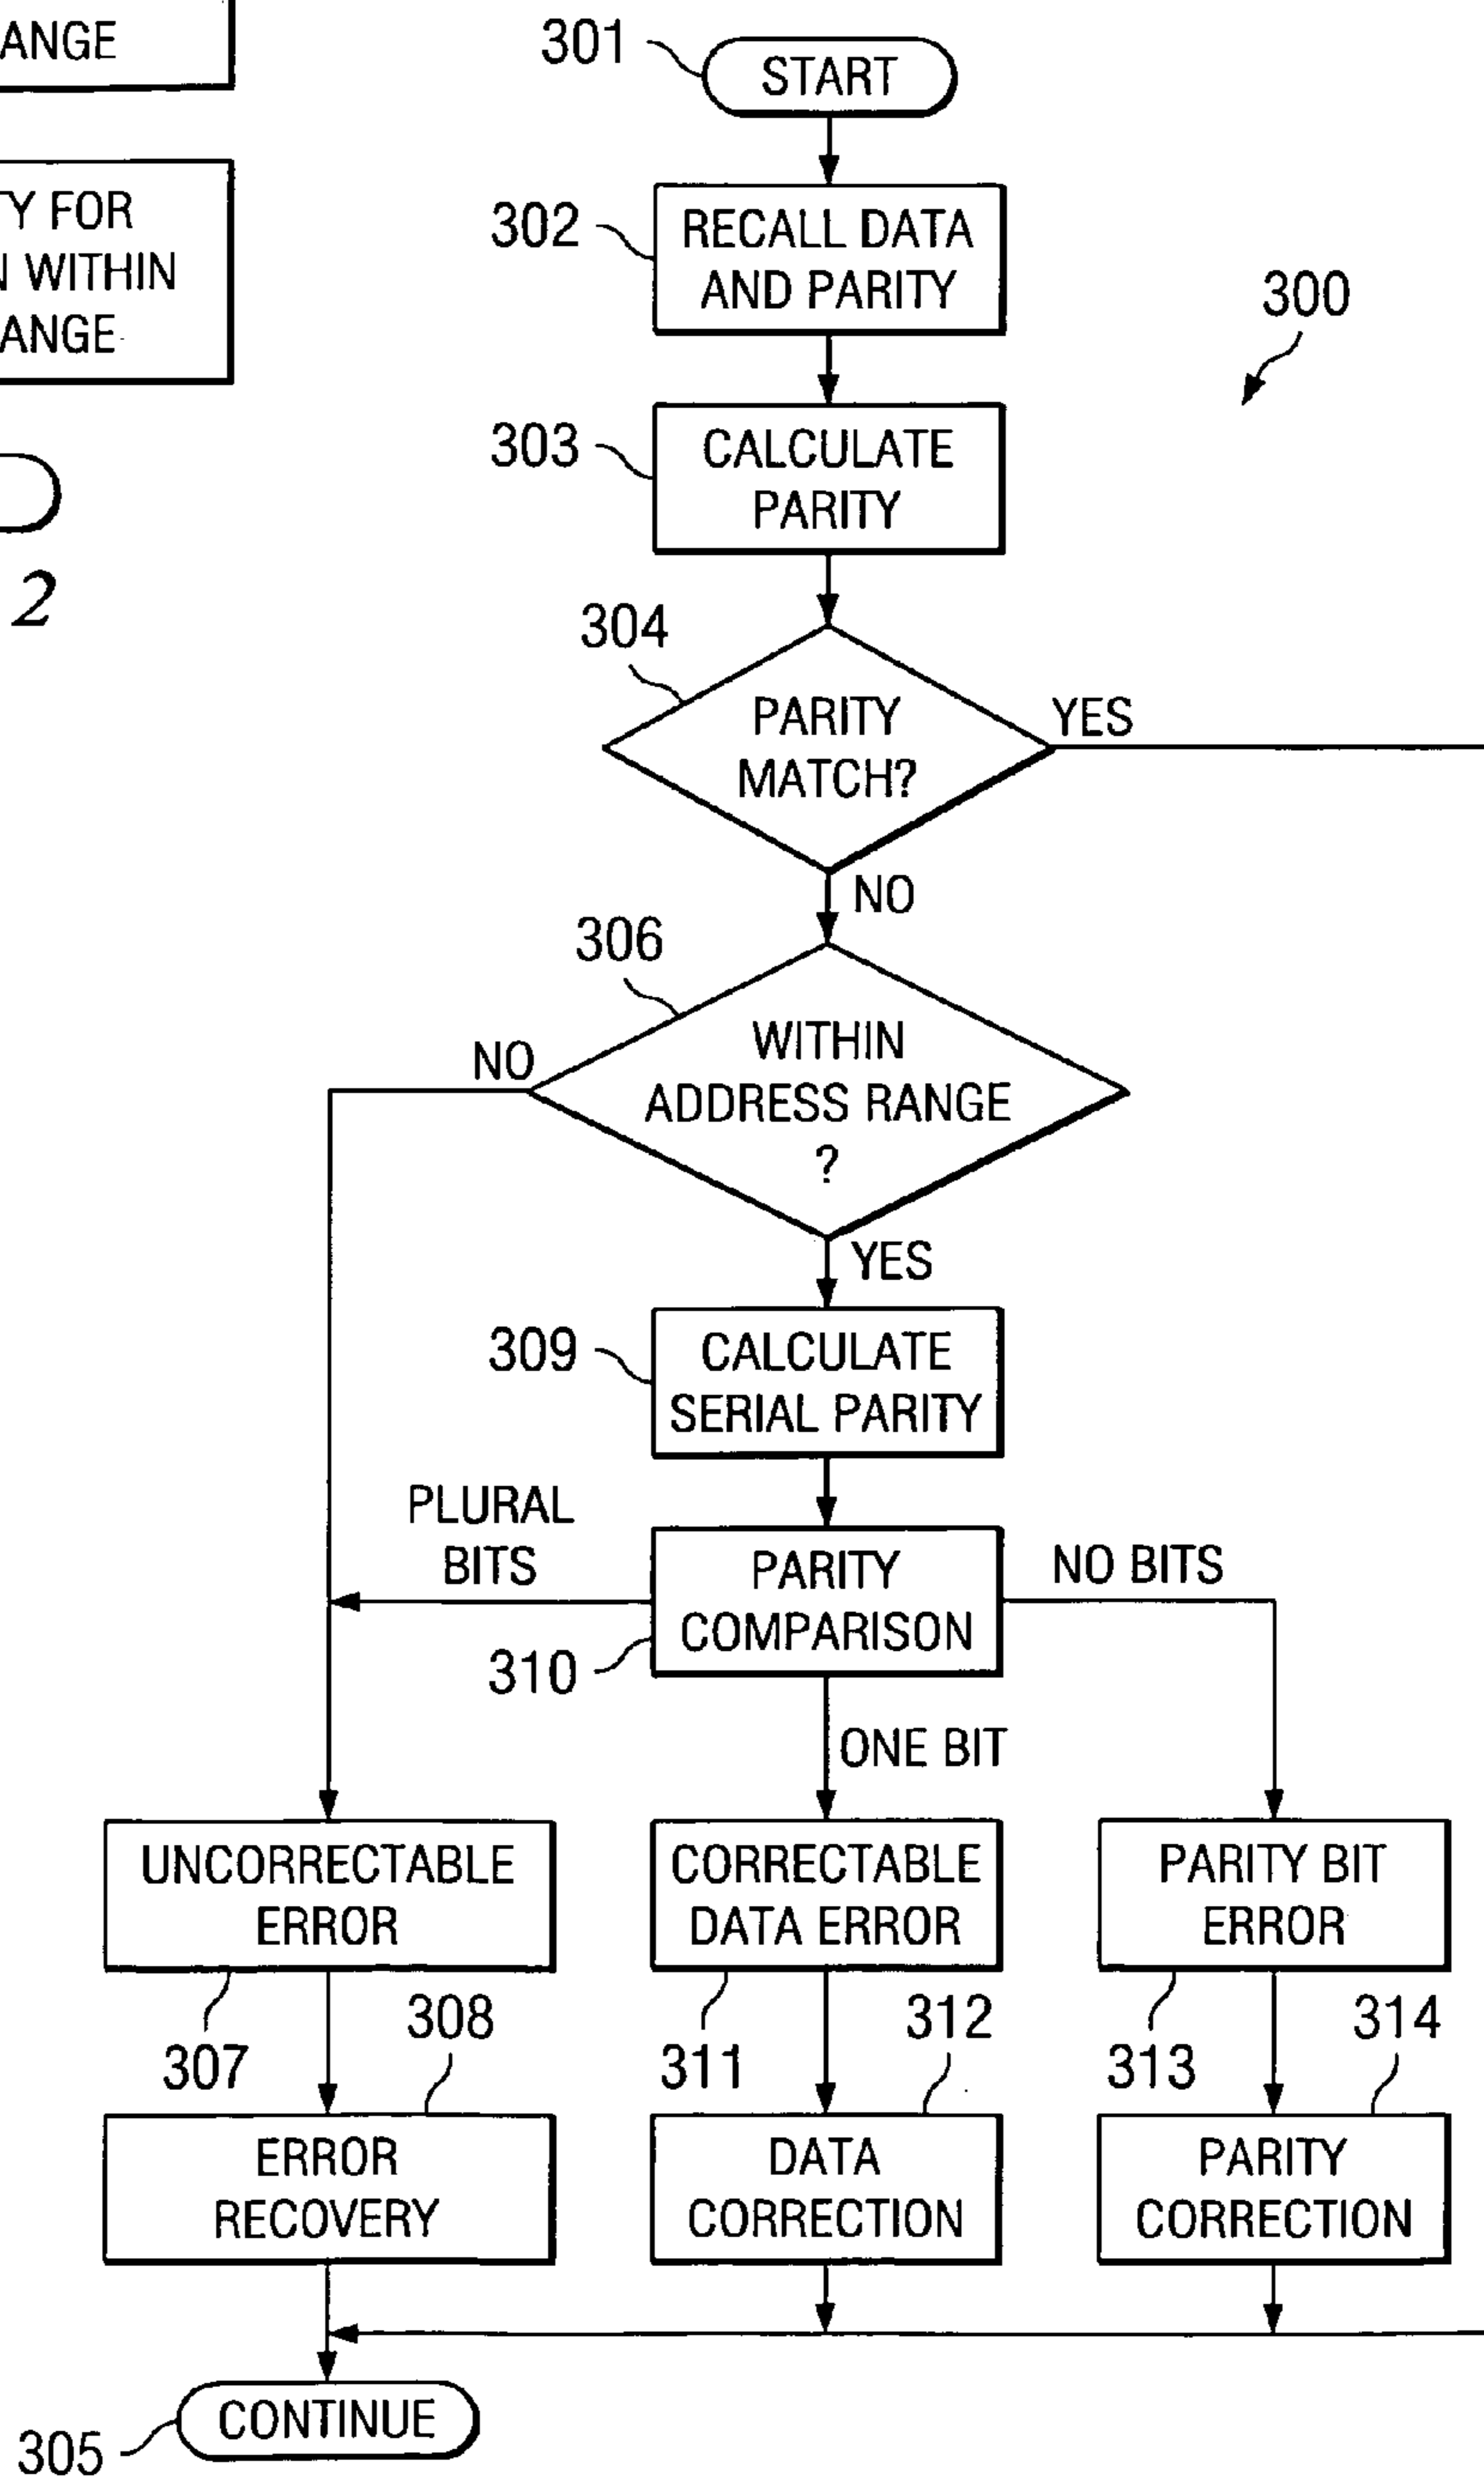 ANGE
Y FOR
N WITHIN
ANGE
2
301
START
302
RECALL DATA
AND PARITY
300
303
CALCULATE
PARITY
304
PARITY
MATCH?
YES
NO
306
WITHIN
ADDRESS RANGE
?
NO
YES
309
CALCULATE
SERIAL PARITY
PLURAL
BITS
PARITY
COMPARISON
NO BITS
310
ONE BIT
UNCORRECTABLE
ERROR
CORRECTABLE
DATA ERROR
PARITY BIT
ERROR
307
308
311
312
313
314
ERROR
RECOVERY
DATA
CORRECTION
PARITY
CORRECTION
CONTINUE
305